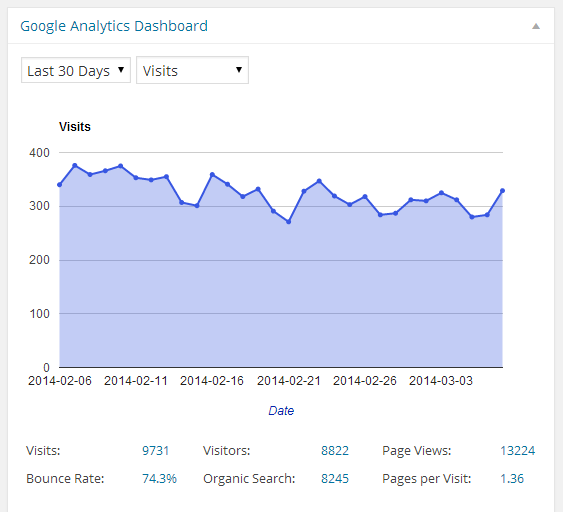 Google Analytics Dashboard
Last 30 Days Visits
Visits
400
300
200
100
0
2014-02-06 2014-02-11 2014-02-16 2014-02-21 2014-02-26 2014-03-03
Date
Visits: 9731 Visitors: 8822 Page Views: 13224
Bounce Rate: 74.3% Organic Search: 8245 Pages per Visit: 1.36